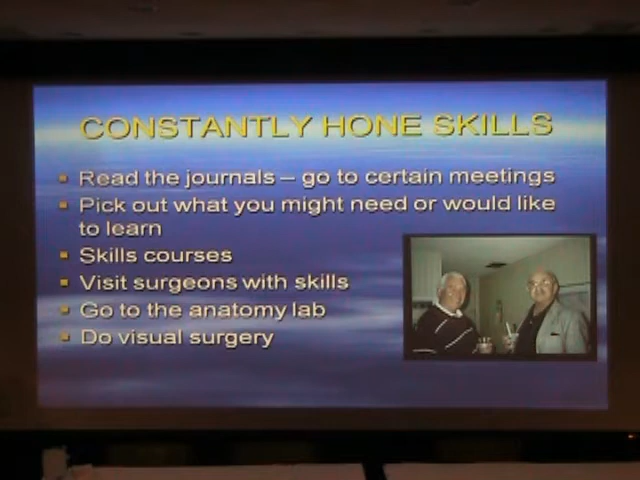 CONSTANTLY HONE SKILLS
Read the journals – go to certain meetings
Pick out what you might need or would like
to learn
Skills courses
Visit surgeons with skills
Go to the anatomy lab
Do visual surgery